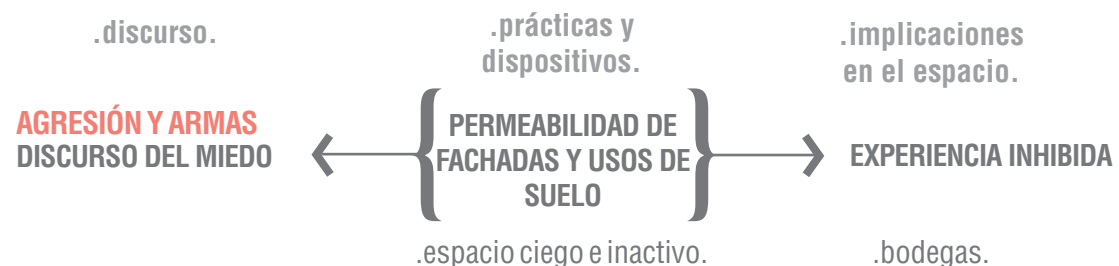 .discurso.
.prácticas y
dispositivos.
.implicaciones
en el espacio.
AGRESIÓN Y ARMAS
DISCURSO DEL MIEDO
PERMEABILIDAD DE
FACHADAS Y USOS DE
SUELO
EXPERIENCIA INHIBIDA
.espacio ciego e inactivo.
.bodegas.